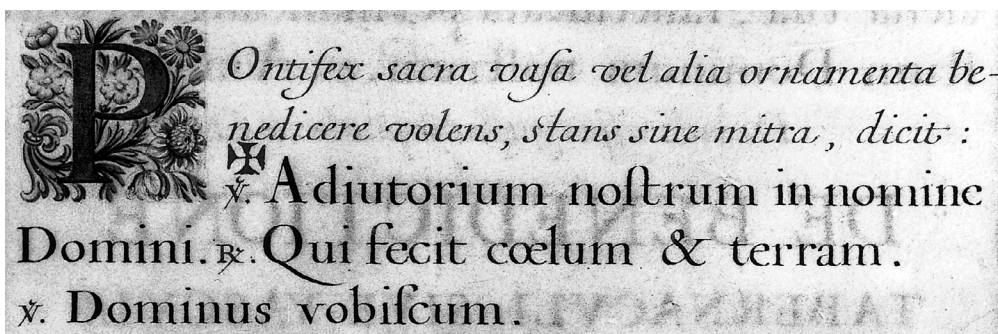 POntifex sacra vaſa vel alia ornamenta be-
nedicere volens, stans sine mitra, dicit :
✠
℣. Adiutorium noſtrum in nomine
Domini. ℟. Qui fecit cœlum & terram.
℣. Dominus vobiſcum.